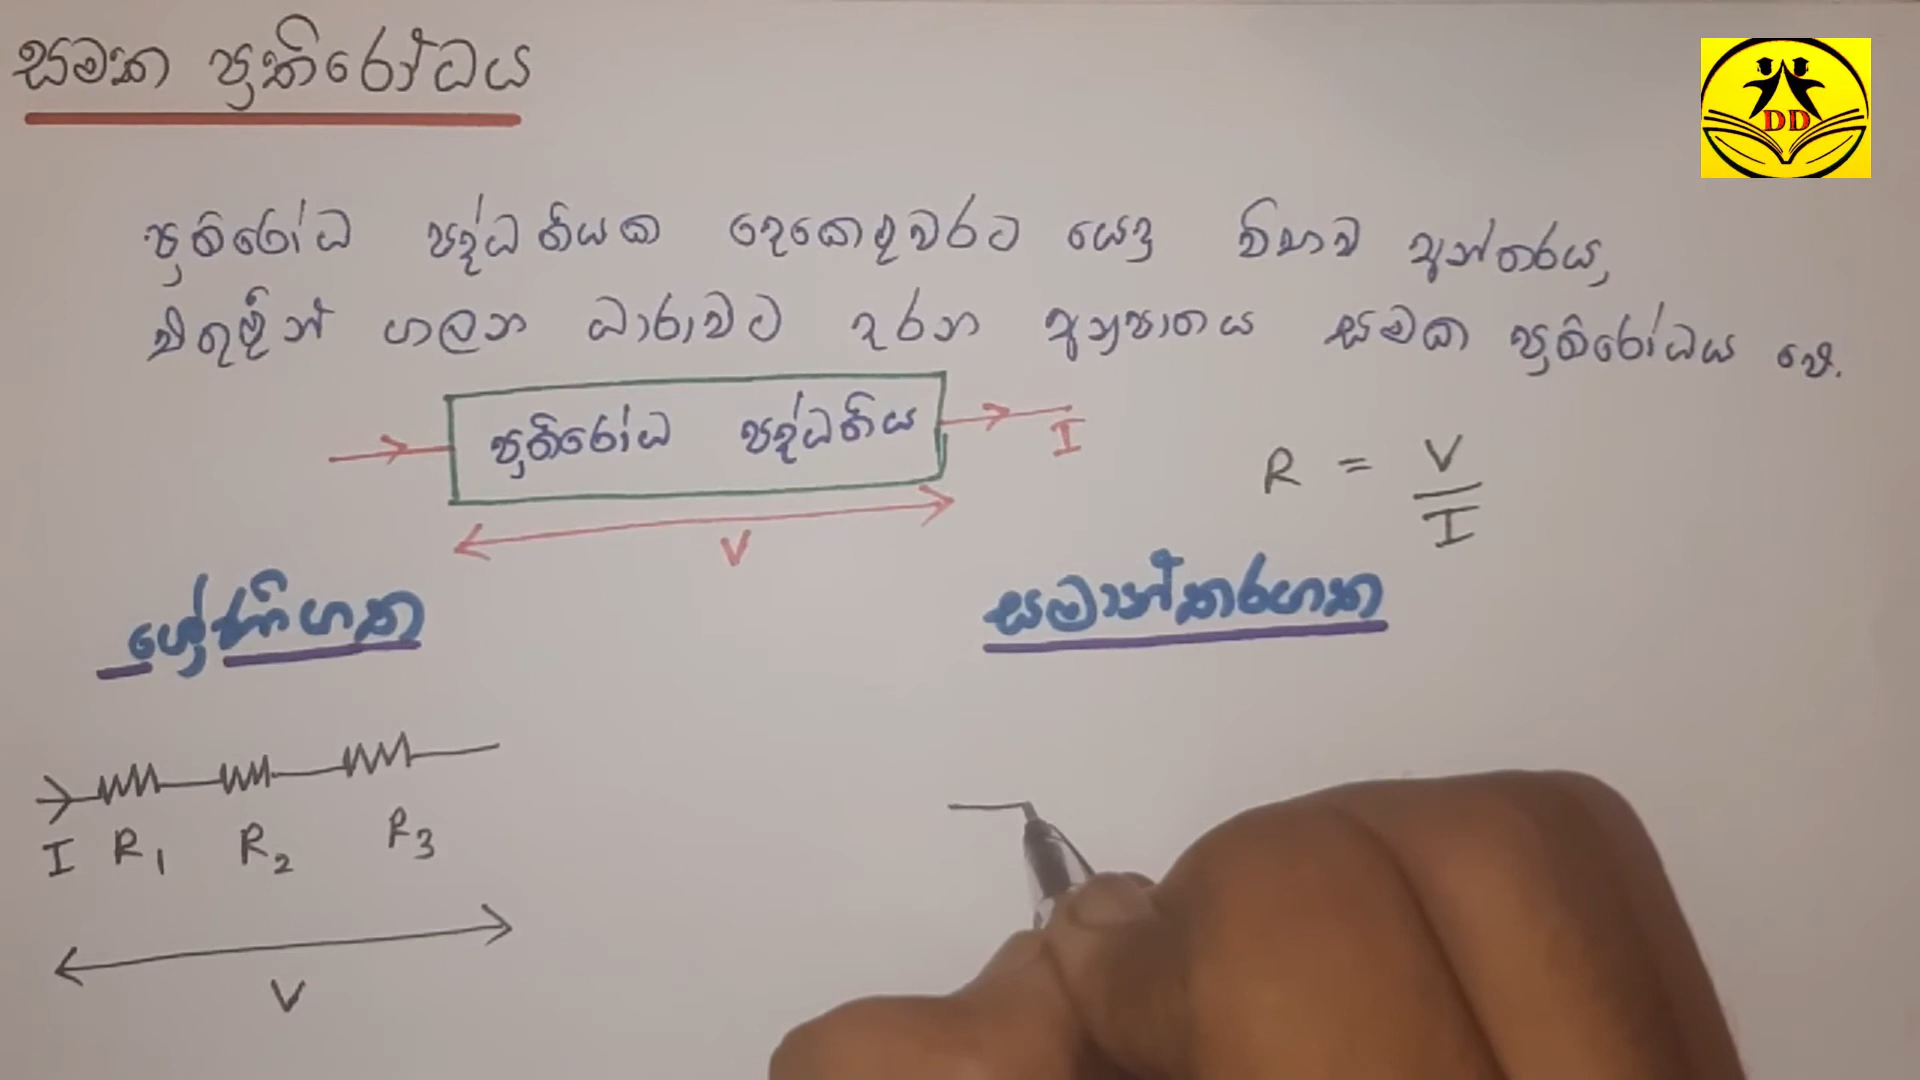 සමක ප්‍රතිරෝධය
DD
ප්‍රතිරෝධ පද්ධතියක දෙකෙළවරට යෙදූ විභව අන්තරය,
එතුළින් ගලන ධාරාවට දරන අනුපාතය සමක ප්‍රතිරෝධය වේ.
ප්‍රතිරෝධ පද්ධතිය
I
V
R = V/I
ශ්‍රේණිගත
සමාන්තරගත
I R1 R2 R3
V